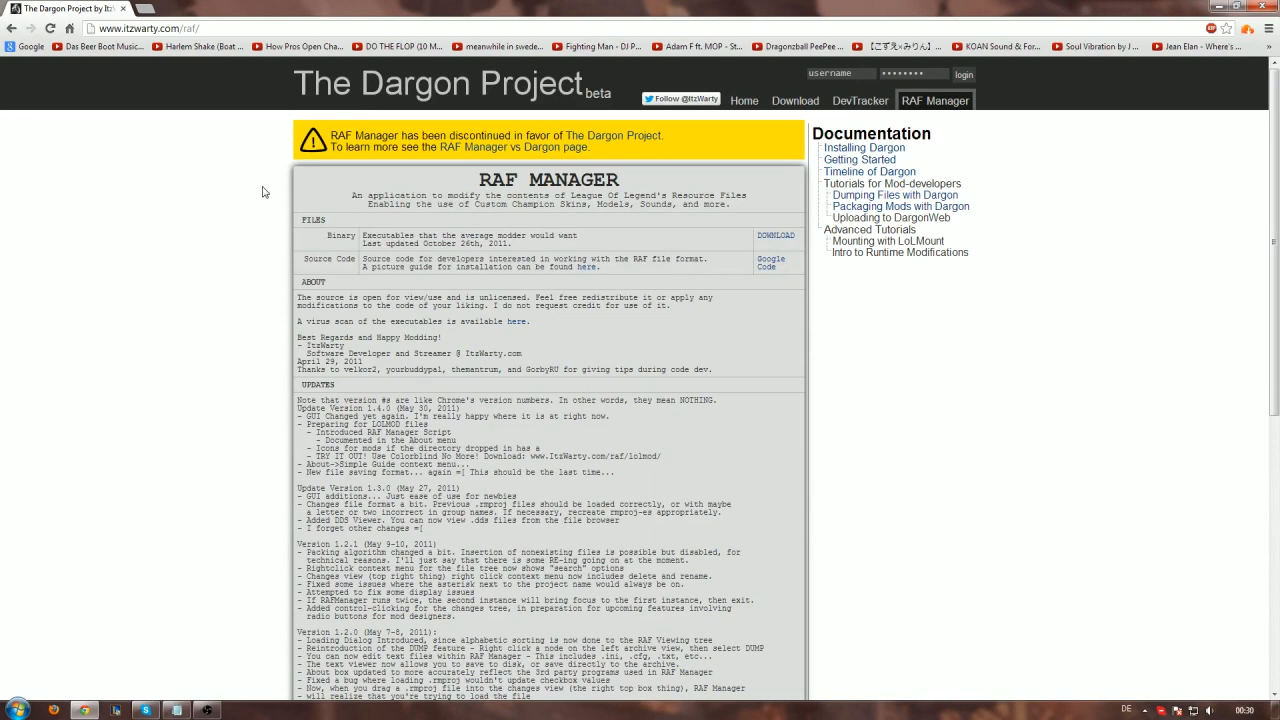 The Dargon Project by ItzW
www.itzwarty.com/raf/
Google
Das Beer Boot Music...
Harlem Shake (Boat ...
How Pros Open Cha...
DO THE FLOP (10 M...
meanwhile in swede...
Fighting Man - DJ P...
Adam F ft. MOP - St...
Dragonzball PeePee ...
【こずえ×みりん】...
KOAN Sound & For...
Soul Vibration by J ...
Jean Elan - Where's ...
»
The Dargon Project beta
username
login
Follow @ItzWarty
Home
Download
DevTracker
RAF Manager
RAF Manager has been discontinued in favor of The Dargon Project.
To learn more see the RAF Manager vs Dargon page.
RAF MANAGER
An application to modify the contents of League Of Legend's Resource Files
Enabling the use of Custom Champion Skins, Models, Sounds, and more.
FILES
Binary
Executables that the average modder would want
Last updated October 26th, 2011.
DOWNLOAD
Source Code
Source code for developers interested in working with the RAF file format.
A picture guide for installation can be found here.
Google
Code
ABOUT
The source is open for view/use and is unlicensed. Feel free redistribute it or apply any
modifications to the code of your liking. I do not request credit for use of it.
A virus scan of the executables is available here.
Best Regards and Happy Modding!
- ItzWarty
Software Developer and Streamer @ ItzWarty.com
April 29, 2011
Thanks to velkor2, yourbuddypal, themantrum, and GorbyRU for giving tips during code dev.
UPDATES
Note that version #s are like Chrome's version numbers. In other words, they mean NOTHING.
Update Version 1.4.0 (May 30, 2011)
- GUI Changed yet again. I'm really happy where it is at right now.
- Preparing for LOLMOD files
- Introduced RAF Manager Script
- Documented in the About menu
- Icons for mods if the directory dropped in has a
- TRY IT OUT! Use Colorblind No More! Download: www.ItzWarty.com/raf/lolmod/
- About->Simple Guide context menu...
- New file saving format... again =[ This should be the last time...
Update Version 1.3.0 (May 27, 2011)
- GUI additions... Just ease of use for newbies
- Changes file format a bit. Previous .rmproj files should be loaded correctly, or with maybe
a letter or two incorrect in group names. If necessary, recreate rmproj-es appropriately.
- Added DDS Viewer. You can now view .dds files from the file browser
- I forget other changes =[
Version 1.2.1 (May 9-10, 2011)
- Packing algorithm changed a bit. Insertion of nonexisting files is possible but disabled, for
technical reasons. I'll just say that there is some RE-ing going on at the moment.
- Rightclick context menu for the file tree now shows "search" options
- Changes view (top right thing) right click context menu now includes delete and rename.
- Fixed some issues where the asterisk next to the project name would always be on.
- Attempted to fix some display issues
- If RAFManager runs twice, the second instance will bring focus to the first instance, then exit.
- Added control-clicking for the changes tree, in preparation for upcoming features involving
radio buttons for mod designers.
Version 1.2.0 (May 7-8, 2011):
- Loading Dialog Introduced, since alphabetic sorting is now done to the RAF Viewing tree
- Reintroduction of the DUMP feature - Right click a node on the left archive view, then select DUMP
- You can now edit text files within RAF Manager - This includes .ini, .cfg, .txt, etc...
- The text viewer now allows you to save to disk, or save directly to the archive.
- About box updated to more accurately reflect the 3rd party programs used in RAF Manager
- Fixed a bug where loading .rmproj wouldn't update checkbox values
- Now, when you drag a .rmproj file into the changes view (the right top box thing), RAF Manager
- will realize that you're trying to load the file
Documentation
Installing Dargon
Getting Started
Timeline of Dargon
Tutorials for Mod-developers
Dumping Files with Dargon
Packaging Mods with Dargon
Uploading to DargonWeb
Advanced Tutorials
Mounting with LoLMount
Intro to Runtime Modifications
DE
00:30